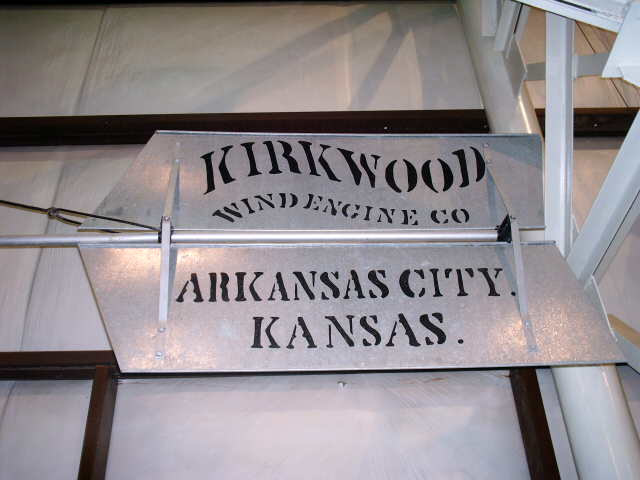 KIRKWOOD
WIND ENGINE CO
ARKANSAS CITY.
KANSAS.